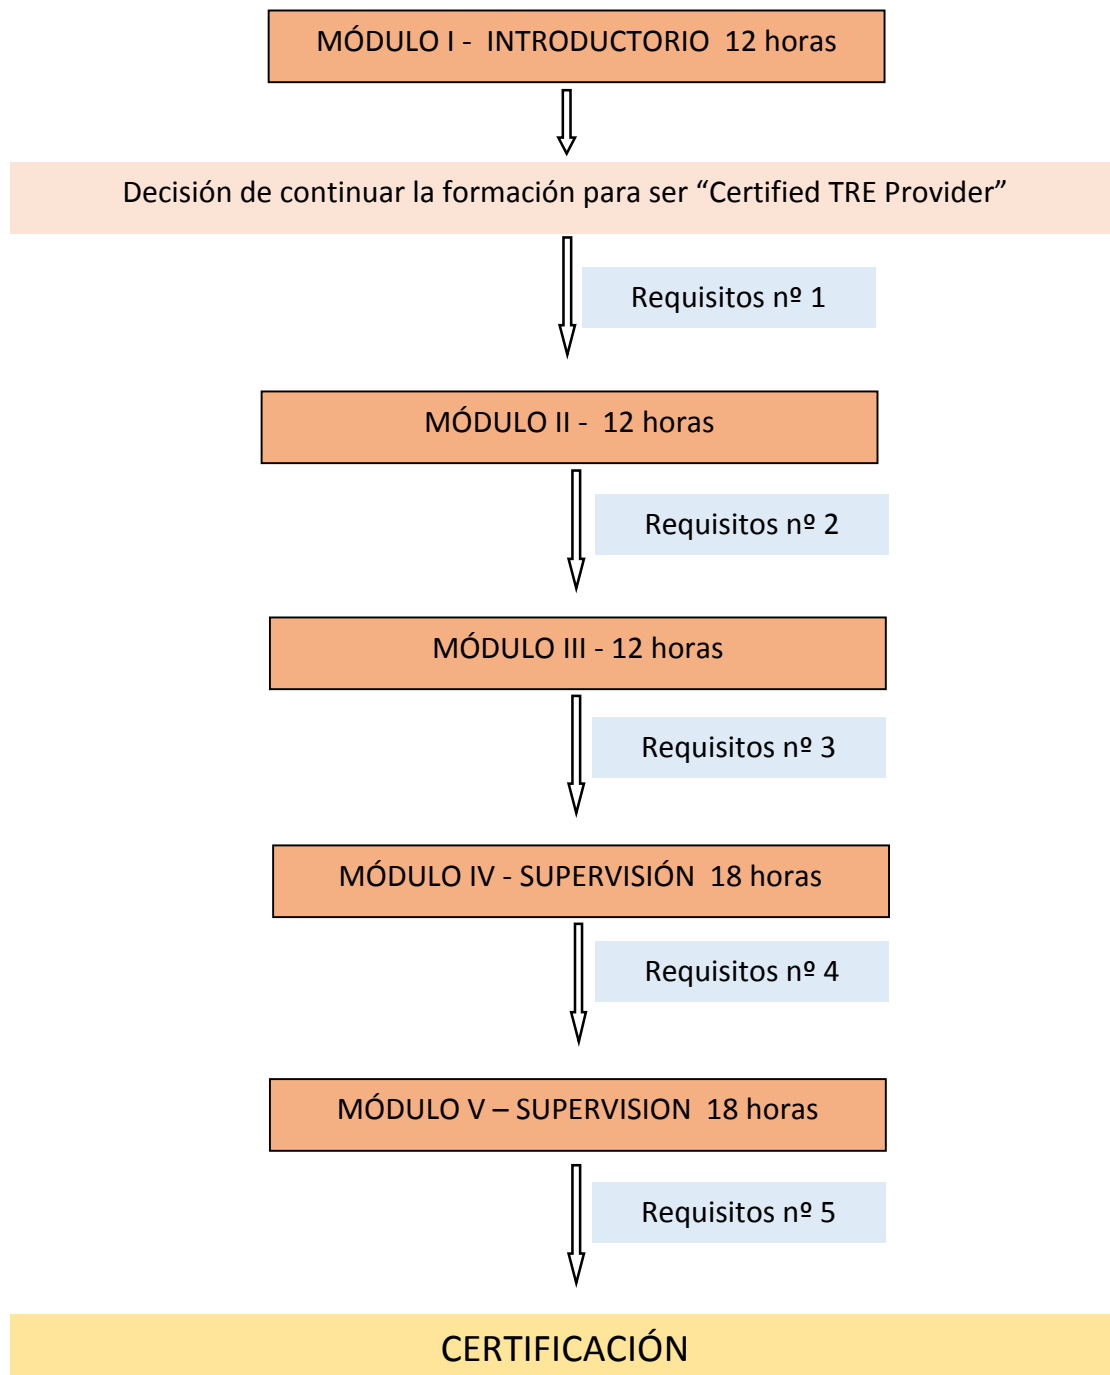 MÓDULO I -  INTRODUCTORIO  12 horas
Decisión de continuar la formación para ser “Certified TRE Provider”
Requisitos nº 1
MÓDULO II -  12 horas
Requisitos nº 2
MÓDULO III - 12 horas
Requisitos nº 3
MÓDULO IV - SUPERVISIÓN  18 horas
Requisitos nº 4
MÓDULO V – SUPERVISION  18 horas
Requisitos nº 5
CERTIFICACIÓN